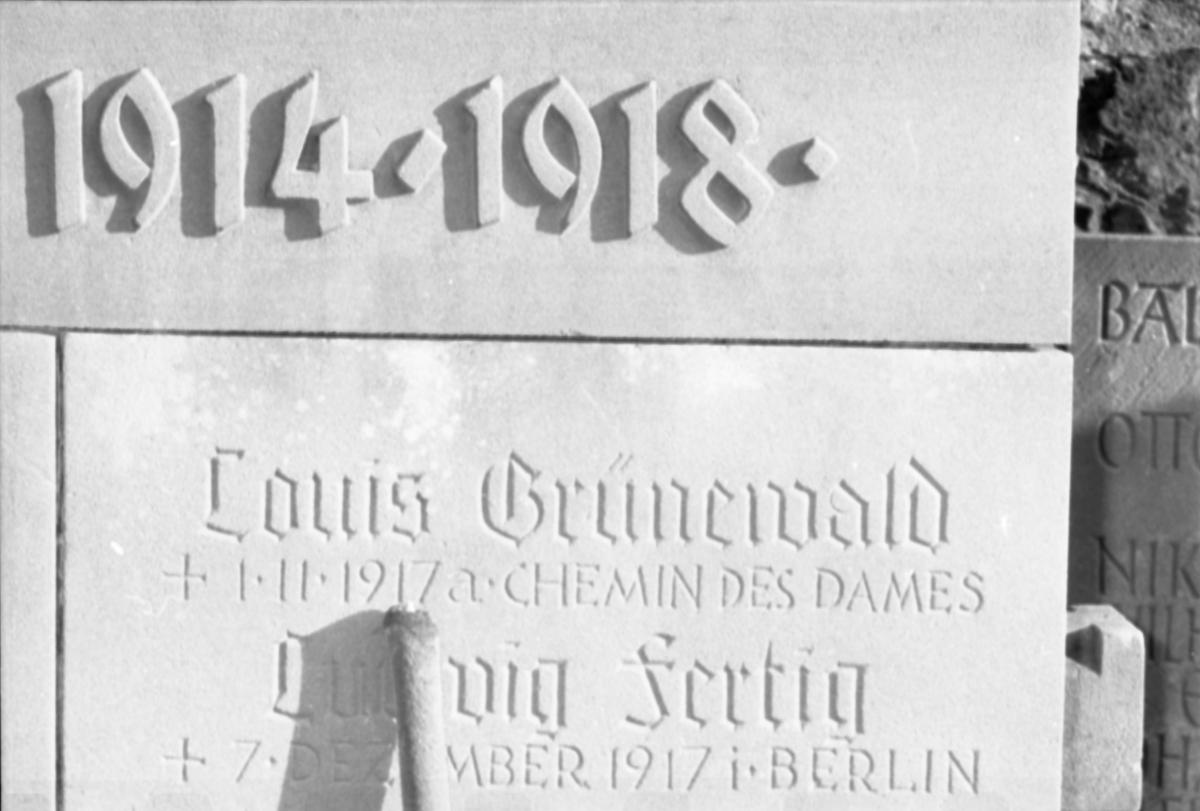 1914·1918·
Louis Grünewald
+ 1·11·1917 a·CHEMIN DES DAMES
Fertig
+ 7· 1917 i·BERLIN
OTTO